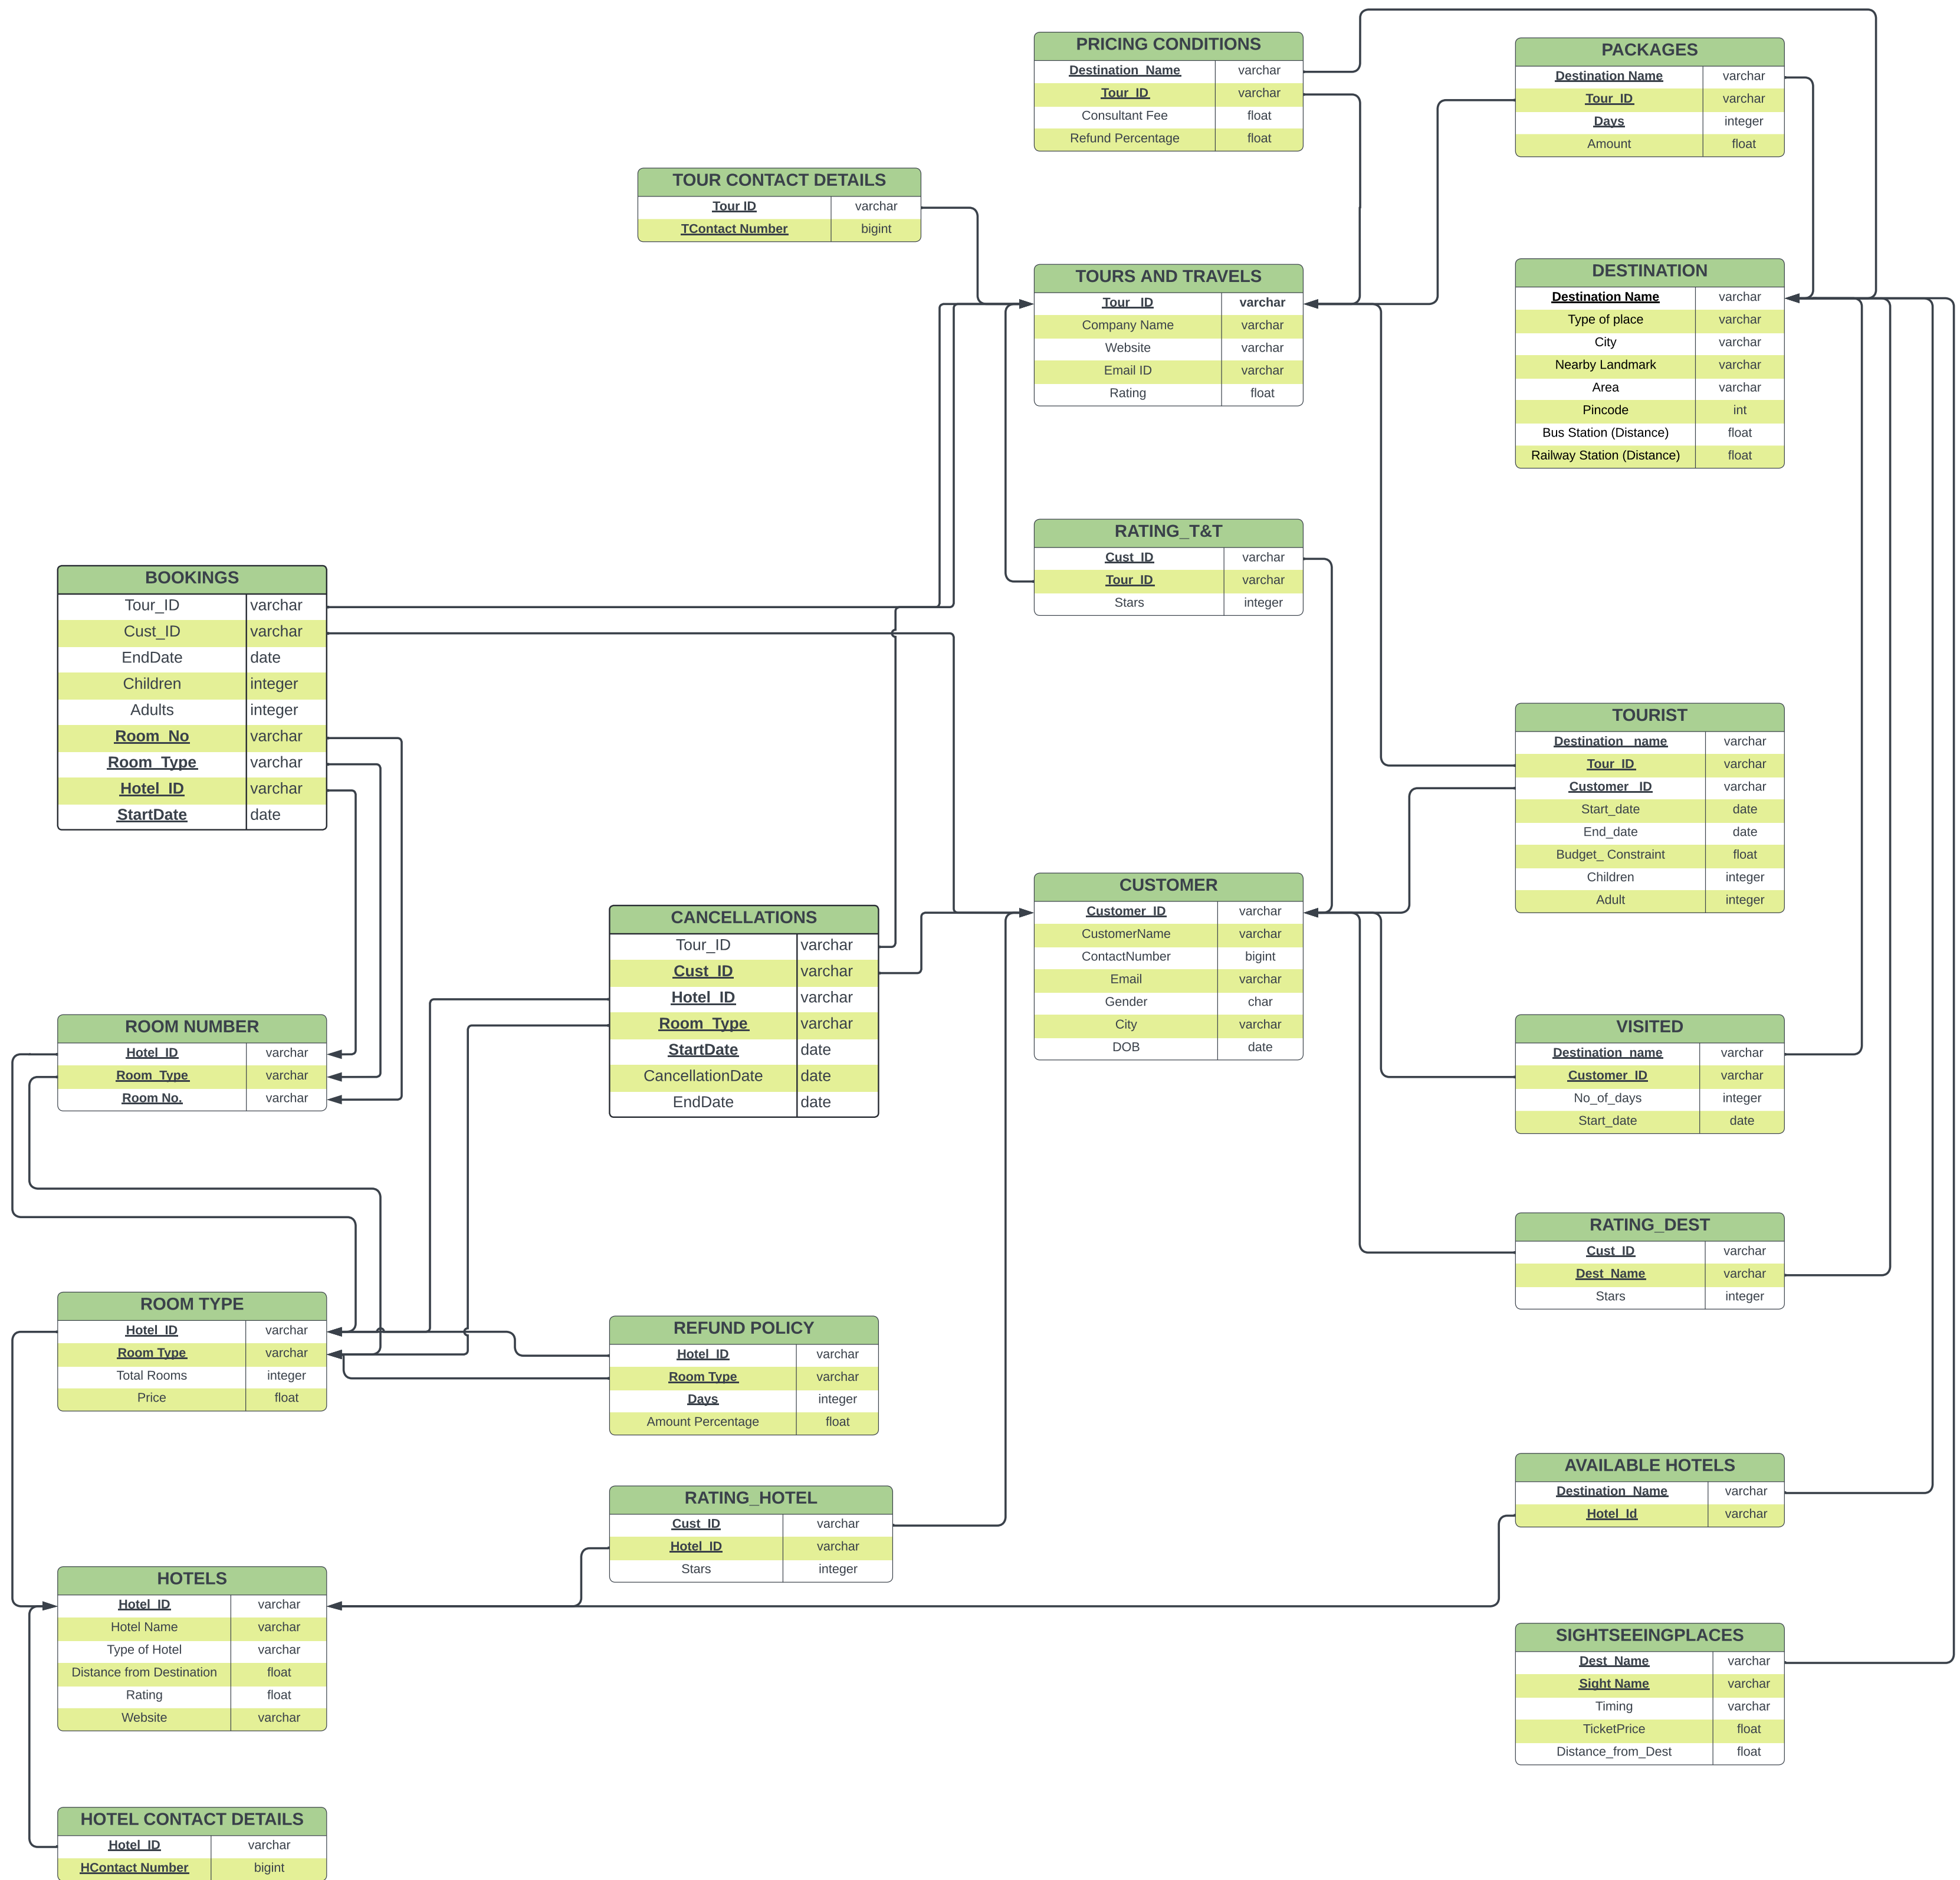 PRICING CONDITIONS
Destination_Name varchar
Tour_ID varchar
Consultant Fee float
Refund Percentage float
PACKAGES
Destination Name varchar
Tour_ID varchar
Days integer
Amount float
TOUR CONTACT DETAILS
Tour ID varchar
TContact Number bigint
TOURS AND TRAVELS
Tour_ID varchar
Company Name varchar
Website varchar
Email ID varchar
Rating float
DESTINATION
Destination Name varchar
Type of place varchar
City varchar
Nearby Landmark varchar
Area varchar
Pincode int
Bus Station (Distance) float
Railway Station (Distance) float
RATING_T&T
Cust_ID varchar
Tour_ID varchar
Stars integer
BOOKINGS
Tour_ID varchar
Cust_ID varchar
EndDate date
Children integer
Adults integer
Room_No varchar
Room_Type varchar
Hotel_ID varchar
StartDate date
TOURIST
Destination_name varchar
Tour_ID varchar
Customer_ID varchar
Start_date date
End_date date
Budget_ Constraint float
Children integer
Adult integer
CUSTOMER
Customer_ID varchar
CustomerName varchar
ContactNumber bigint
Email varchar
Gender char
City varchar
DOB date
CANCELLATIONS
Tour_ID varchar
Cust_ID varchar
Hotel_ID varchar
Room_Type varchar
StartDate date
CancellationDate date
EndDate date
ROOM NUMBER
Hotel_ID varchar
Room_Type varchar
Room No. varchar
VISITED
Destination_name varchar
Customer_ID varchar
No_of_days integer
Start_date date
RATING_DEST
Cust_ID varchar
Dest_Name varchar
Stars integer
ROOM TYPE
Hotel_ID varchar
Room Type varchar
Total Rooms integer
Price float
REFUND POLICY
Hotel_ID varchar
Room Type varchar
Days integer
Amount Percentage float
RATING_HOTEL
Cust_ID varchar
Hotel_ID varchar
Stars integer
AVAILABLE HOTELS
Destination_Name varchar
Hotel_Id varchar
HOTELS
Hotel_ID varchar
Hotel Name varchar
Type of Hotel varchar
Distance from Destination float
Rating float
Website varchar
SIGHTSEEINGPLACES
Dest_Name varchar
Sight Name varchar
Timing varchar
TicketPrice float
Distance_from_Dest float
HOTEL CONTACT DETAILS
Hotel_ID varchar
HContact Number bigint